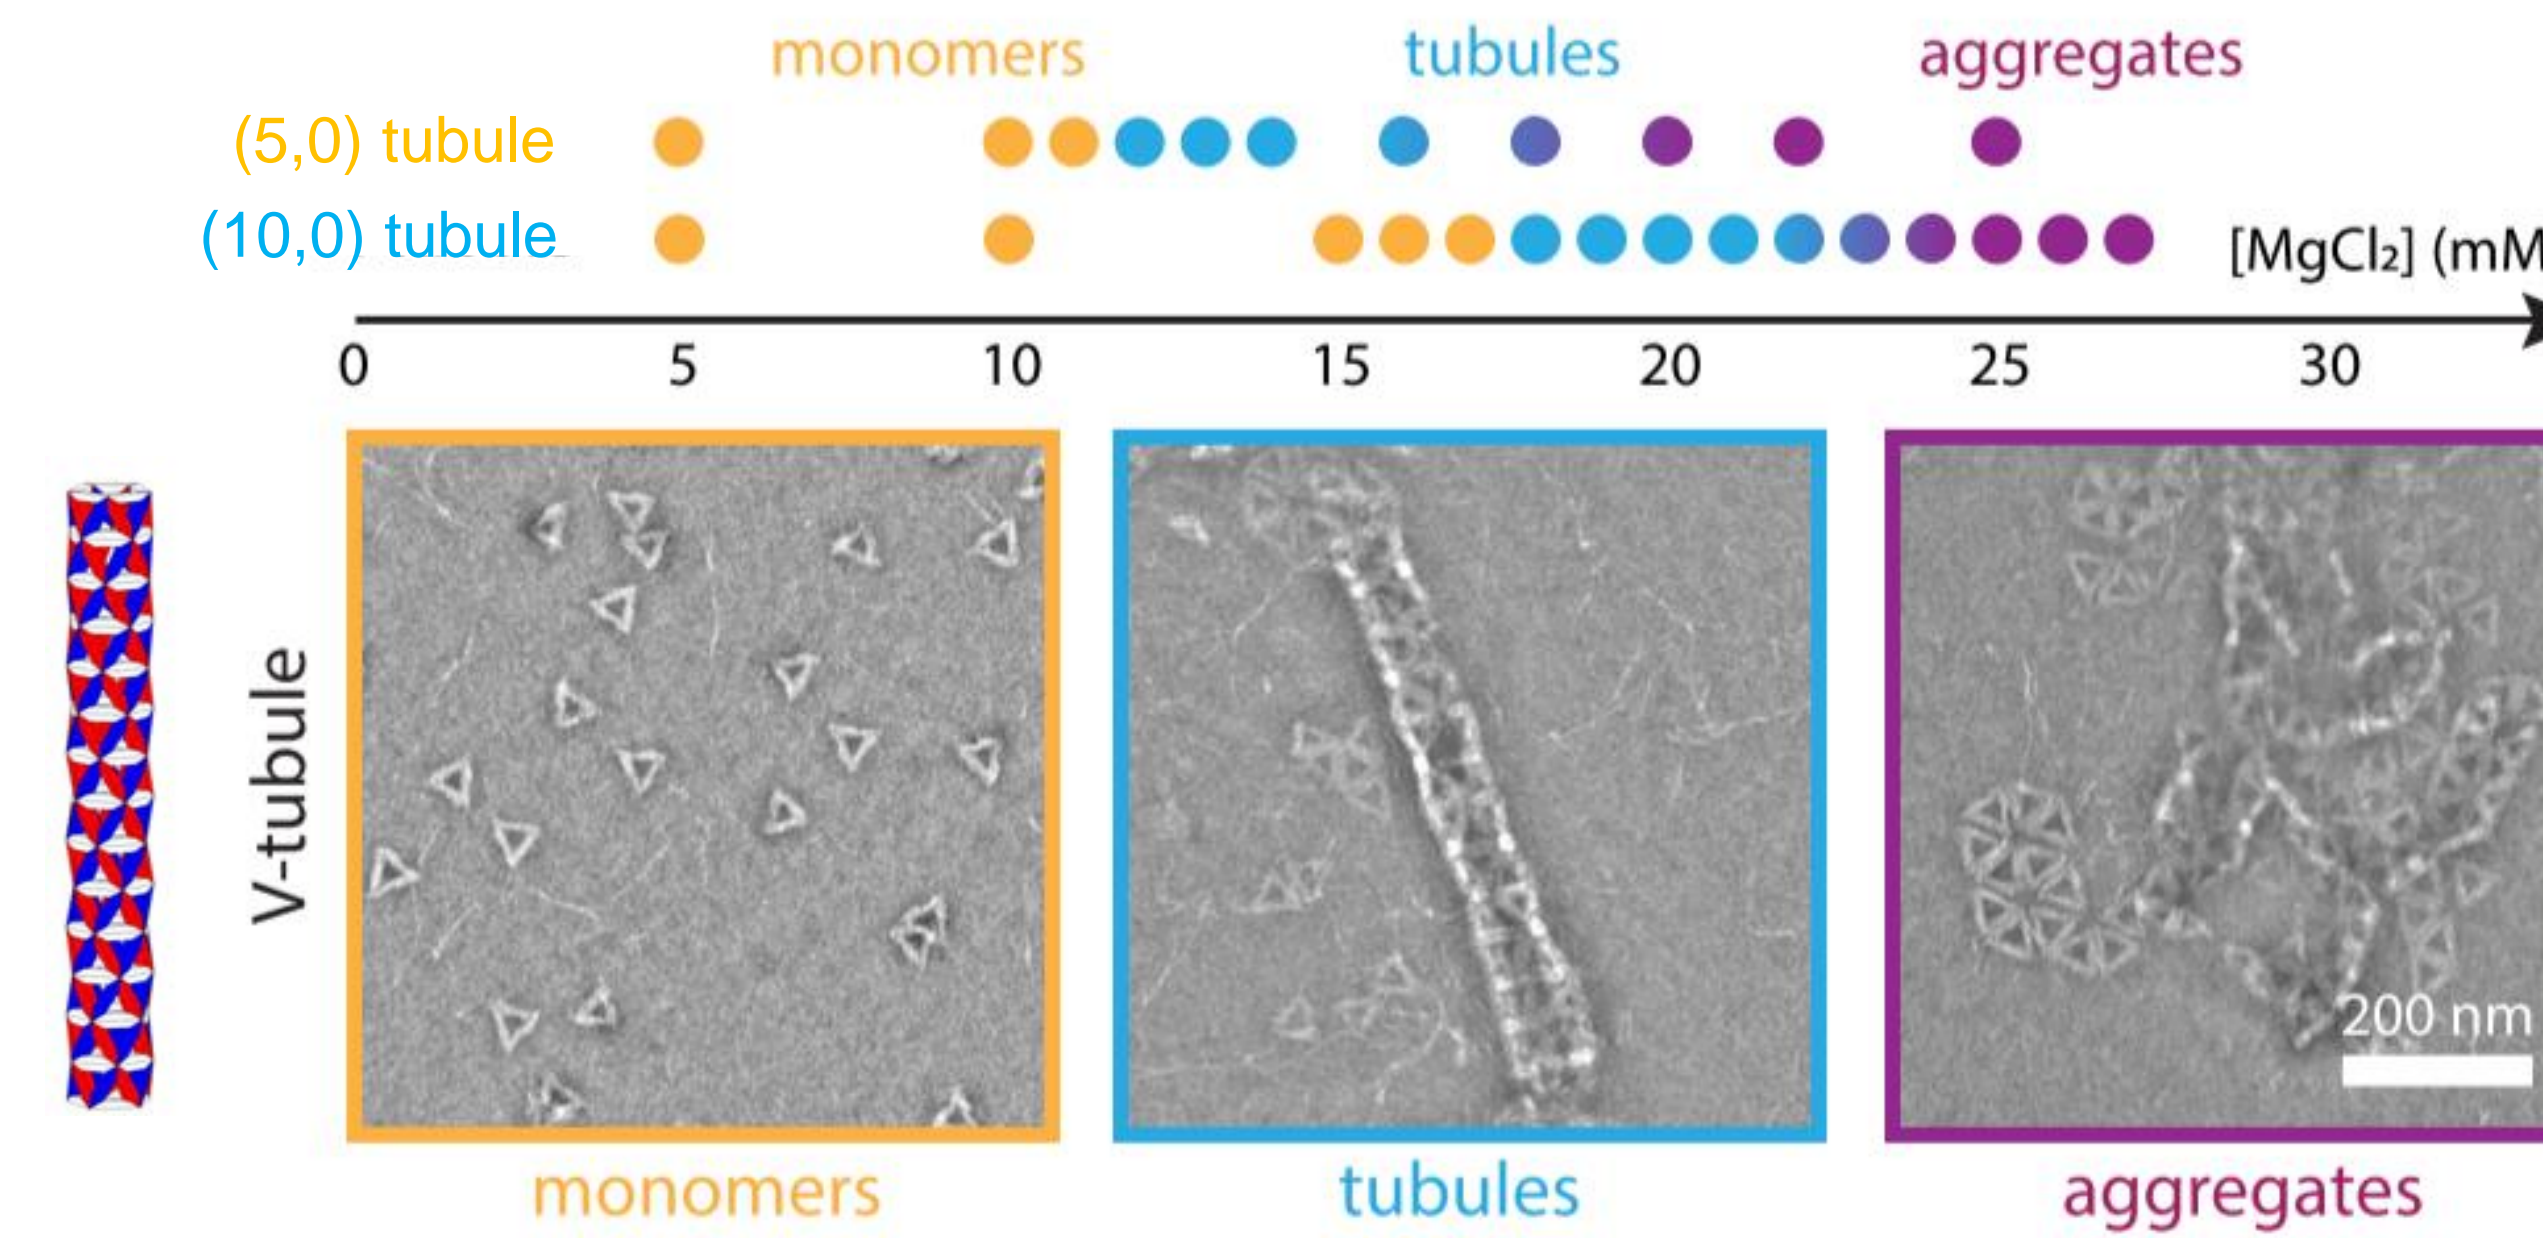 monomers tubules aggregates
(5,0) tubule
(10,0) tubule
[MgCl₂] (mM
0 5 10 15 20 25 30
V-tubule
200 nm
monomers tubules aggregates